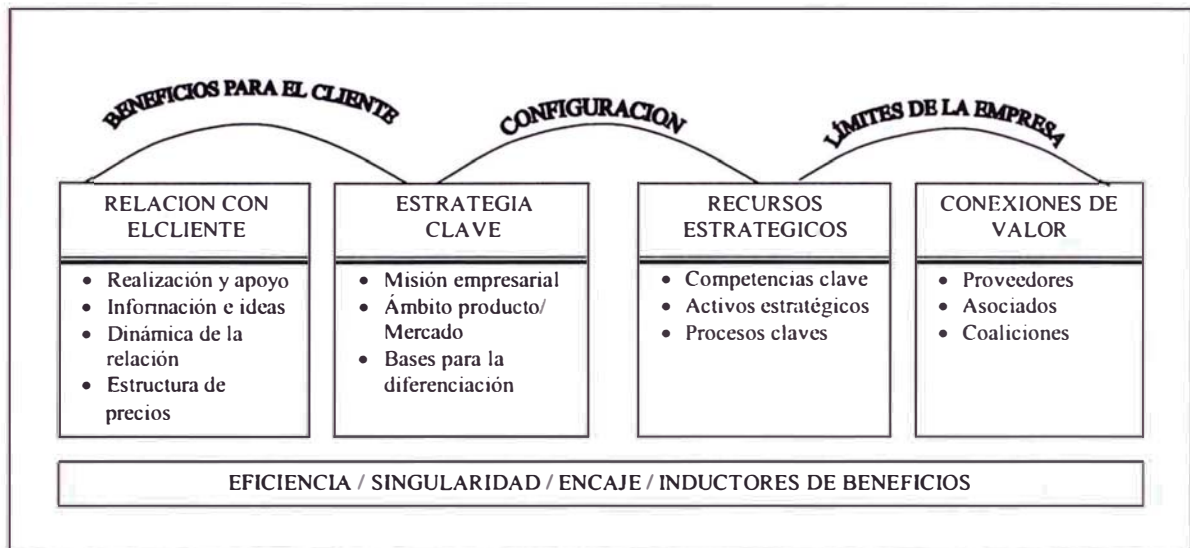 BENEFICIOS PARA EL CLIENTE
CONFIGURACION
LÍMITES DE LA EMPRESA
RELACION CON
ELCLIENTE
• Realización y apoyo
• Información e ideas
• Dinámica de la
relación
• Estructura de
precios
ESTRATEGIA
CLAVE
• Misión empresarial
• Ámbito producto/
Mercado
• Bases para la
diferenciación
RECURSOS
ESTRATEGICOS
• Competencias clave
• Activos estratégicos
• Procesos claves
CONEXIONES DE
VALOR
• Proveedores
• Asociados
• Coaliciones
EFICIENCIA / SINGULARIDAD / ENCAJE / INDUCTORES DE BENEFICIOS